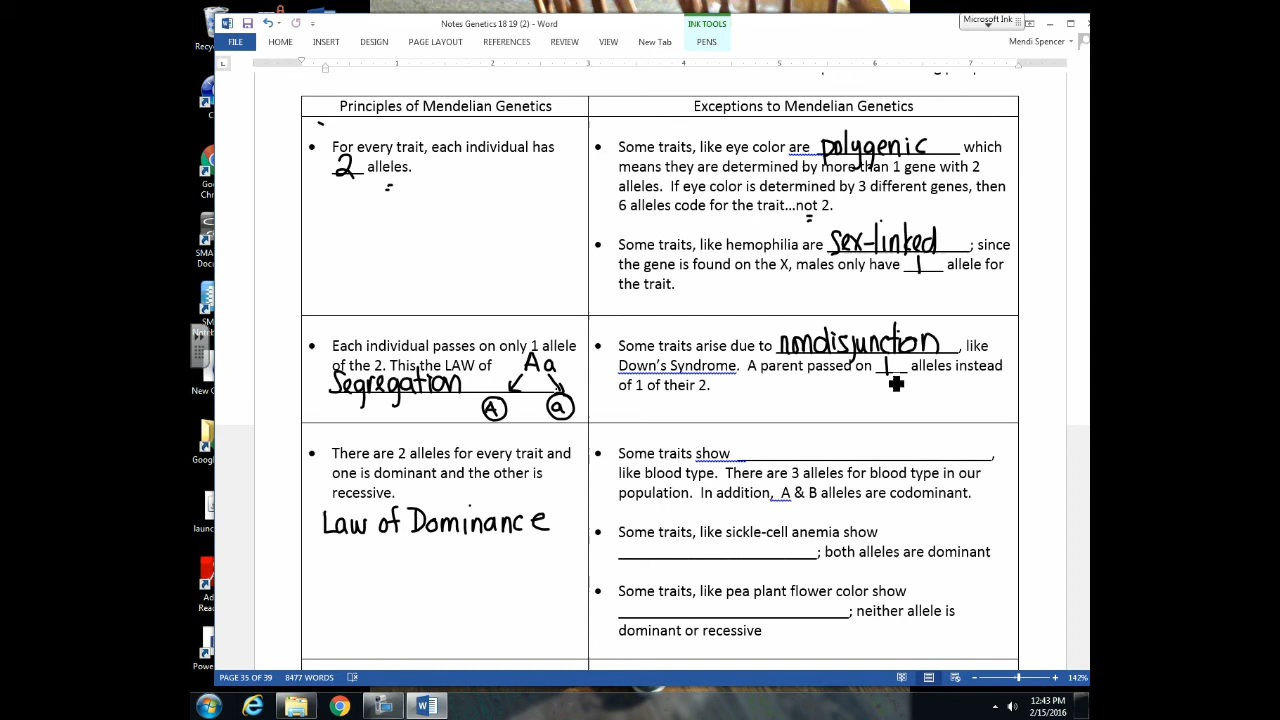 Microsoft Ink
Notes Genetics 18 19 (2) - Word
INK TOOLS
FILE HOME INSERT DESIGN PAGE LAYOUT REFERENCES REVIEW VIEW New Tab PENS
Mendi Spencer
1 2 3 4 5 6 7
Principles of Mendelian Genetics
Exceptions to Mendelian Genetics
For every trait, each individual has
2 alleles.
Some traits, like eye color are polygenic which
means they are determined by more than 1 gene with 2
alleles. If eye color is determined by 3 different genes, then
6 alleles code for the trait...not 2.
Some traits, like hemophilia are sex-linked; since
the gene is found on the X, males only have 1 allele for
the trait.
Each individual passes on only 1 allele
of the 2. This the LAW of
Segregation
Aa
A a
Some traits arise due to nondisjunction, like
Down's Syndrome. A parent passed on 1 alleles instead
of 1 of their 2.
There are 2 alleles for every trait and
one is dominant and the other is
recessive.
Law of Dominance
Some traits show ,
like blood type. There are 3 alleles for blood type in our
population. In addition, A & B alleles are codominant.
Some traits, like sickle-cell anemia show
; both alleles are dominant
Some traits, like pea plant flower color show
; neither allele is
dominant or recessive
PAGE 35 OF 39 8477 WORDS
142%
12:43 PM
2/15/2016